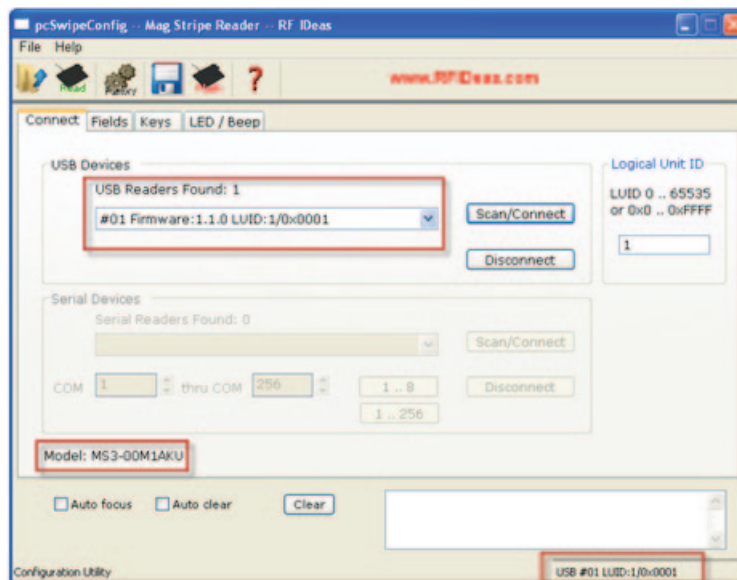 pcSwipeConfig -- Mag Stripe Reader -- RF IDeas
File Help
Read
?
www.RFIDeas.com
Connect Fields Keys LED / Beep
USB Devices
USB Readers Found: 1
#01 Firmware:1.1.0 LUID:1/0x0001
Scan/Connect
Disconnect
Logical Unit ID
LUID 0 .. 65535
or 0x0 .. 0xFFFF
1
Serial Devices
Serial Readers Found: 0
Scan/Connect
COM 1 thru COM 256
1 .. 8
Disconnect
1 .. 256
Model: MS3-00M1AKU
Auto focus Auto clear Clear
Configuration Utility
USB #01 LUID:1/0x0001